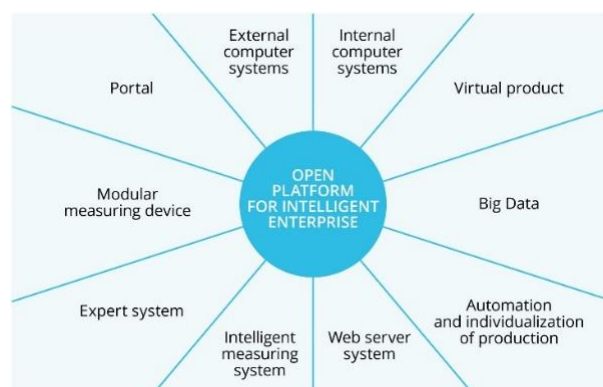 External
computer
systems
Internal
computer
systems
Portal
Virtual product
OPEN
PLATFORM
FOR INTELLIGENT
ENTERPRISE
Modular
measuring device
Big Data
Expert system
Automation
and individualization
of production
Intelligent
measuring
system
Web server
system